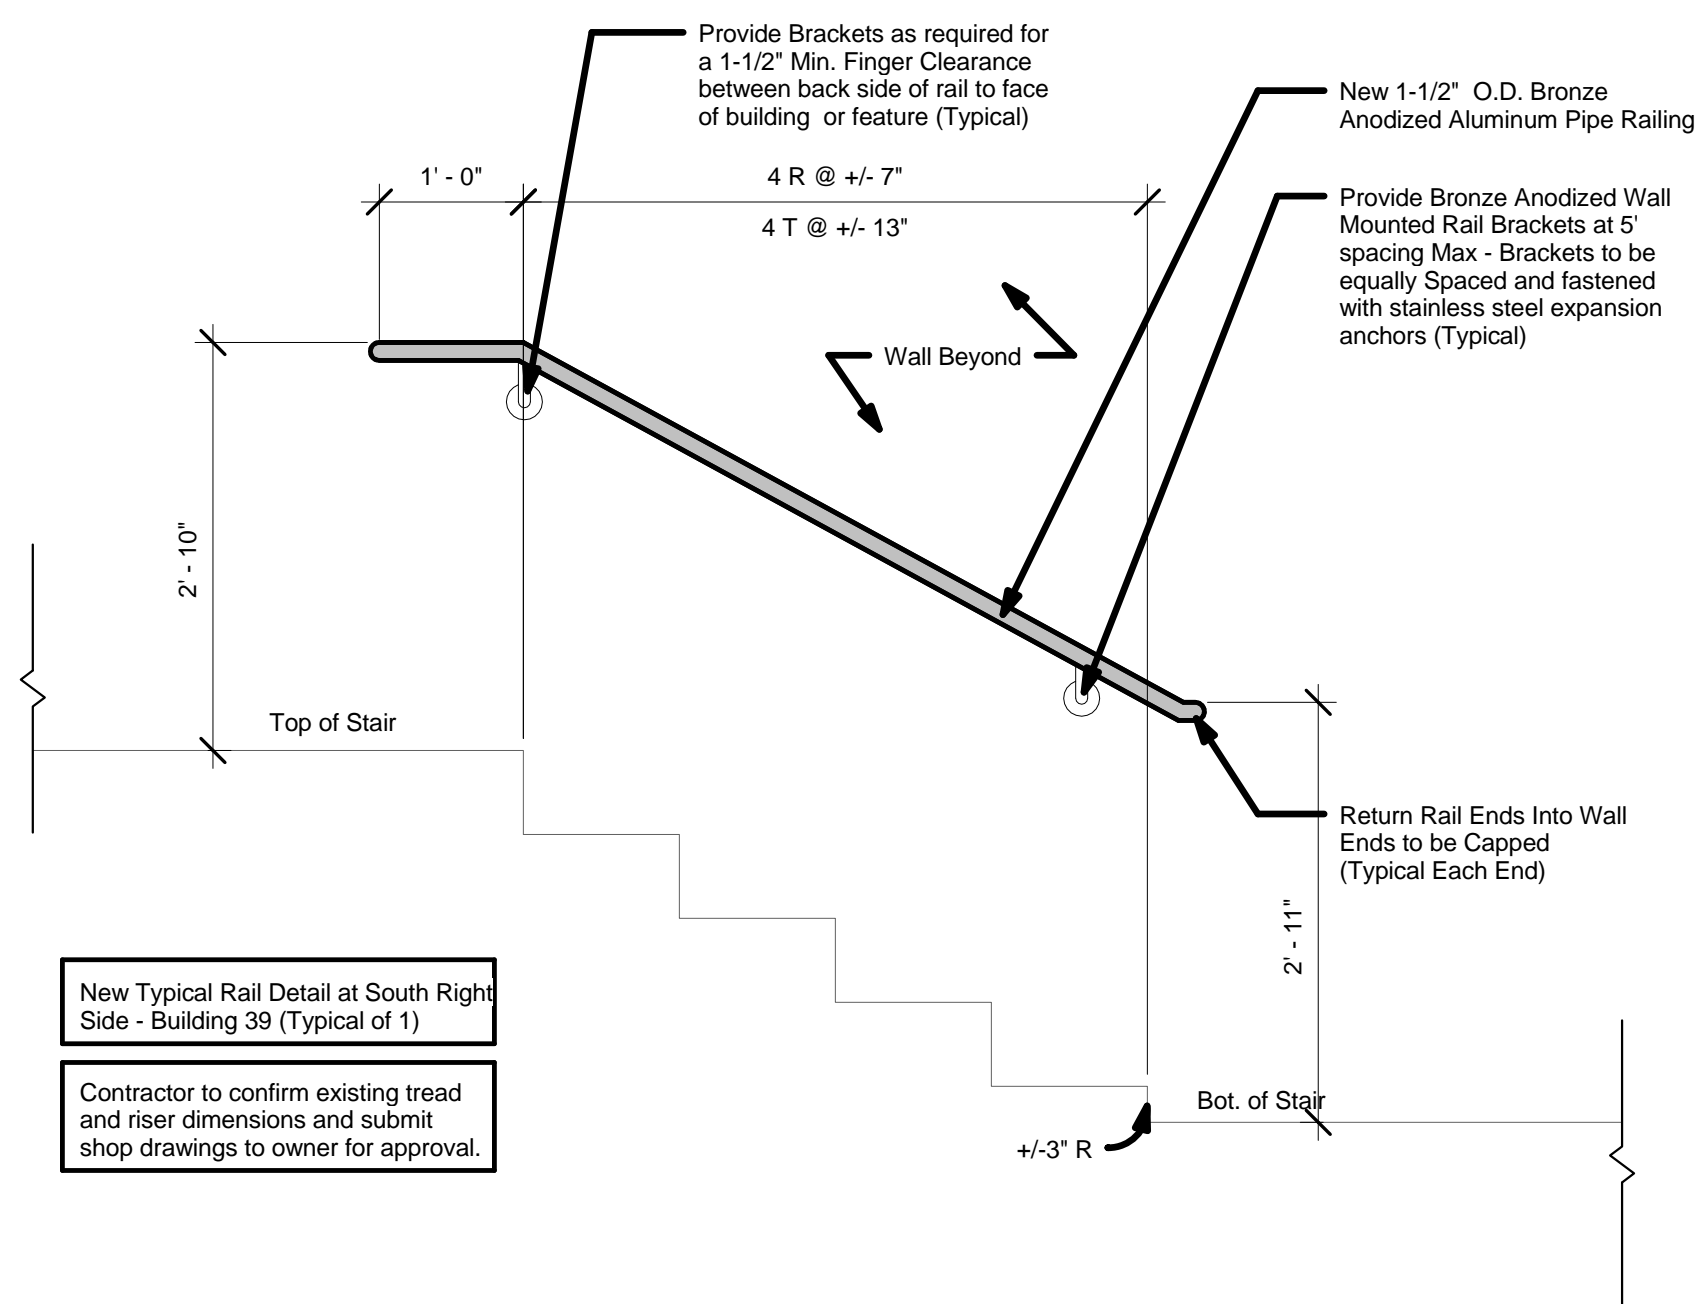 Provide Brackets as required for
a 1-1/2" Min. Finger Clearance
between back side of rail to face
of building or feature (Typical)
New 1-1/2" O.D. Bronze
Anodized Aluminum Pipe Railing
1' - 0"
4 R @ +/- 7"
4 T @ +/- 13"
Provide Bronze Anodized Wall
Mounted Rail Brackets at 5'
spacing Max - Brackets to be
equally Spaced and fastened
with stainless steel expansion
anchors (Typical)
Wall Beyond
2' - 10"
Top of Stair
Return Rail Ends Into Wall
Ends to be Capped
(Typical Each End)
2' - 11"
New Typical Rail Detail at South Right
Side - Building 39 (Typical of 1)
Contractor to confirm existing tread
and riser dimensions and submit
shop drawings to owner for approval.
Bot. of Stair
+/-3" R